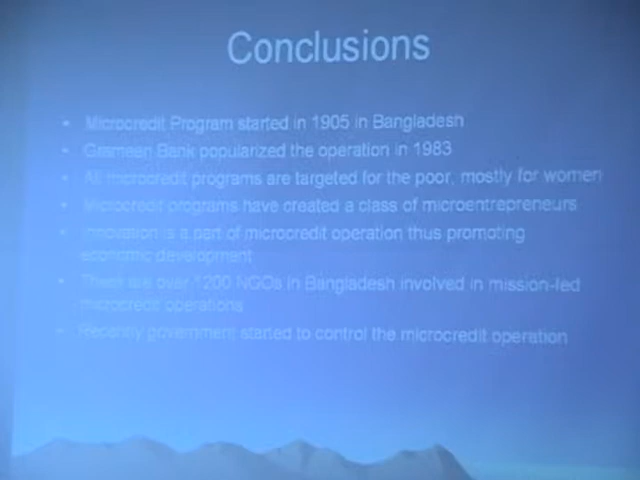 Conclusions
• Microcredit Program started in 1905 in Bangladesh
• Grameen Bank popularized the operation in 1983
• All microcredit programs are targeted for the poor, mostly for women
• Microcredit programs have created a class of microentrepreneurs
• Innovation is a part of microcredit operation thus promoting
economic development
• There are over 1200 NGOs in Bangladesh involved in mission-led
microcredit operations
• Recently government started to control the microcredit operation